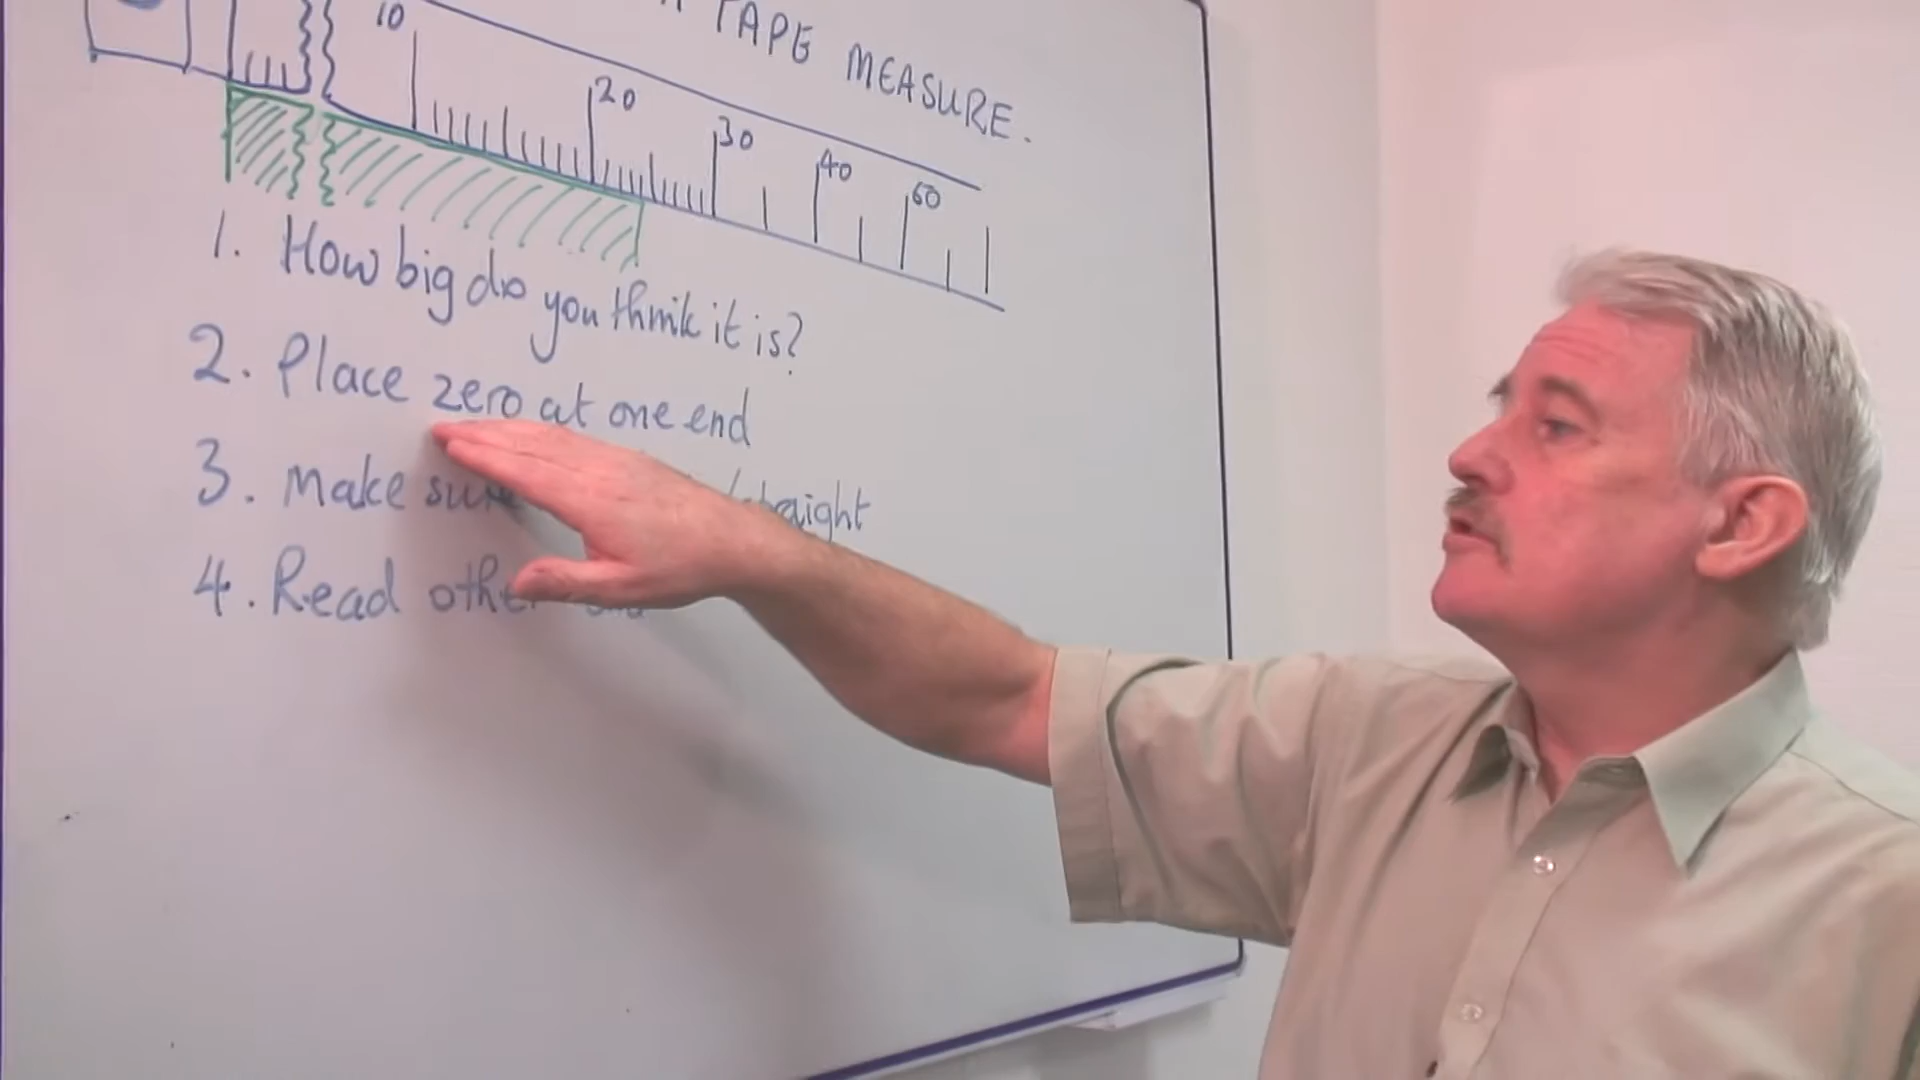 TAPE MEASURE.
10
20
30
40
60
1. How big do you think it is?
2. Place zero at one end
3. Make straight
4. Read